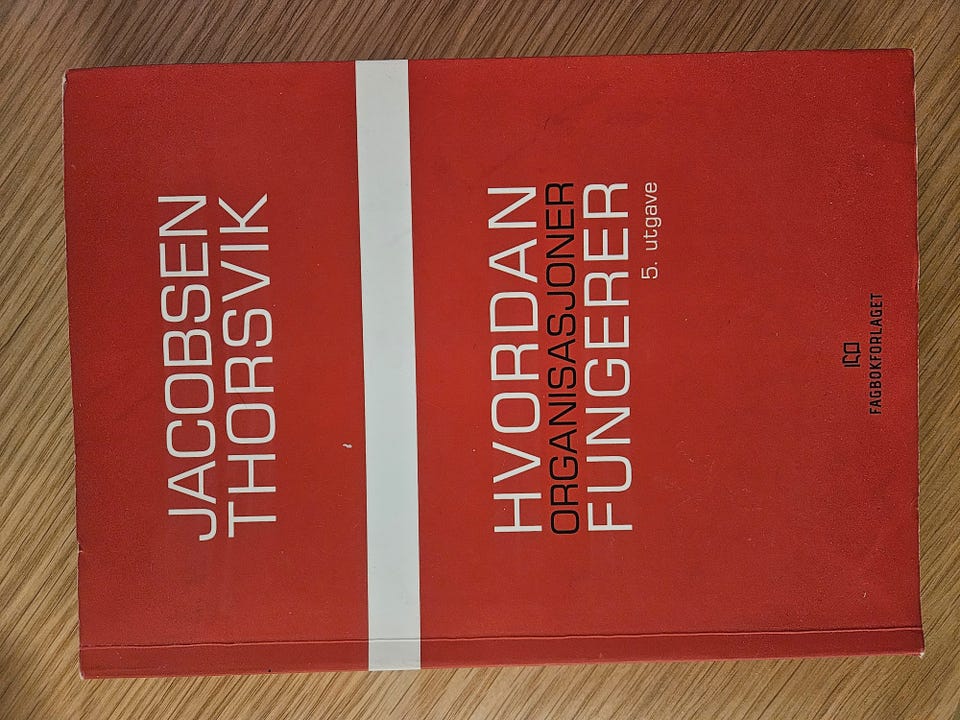 JACOBSEN
THORSVIK
HVORDAN
ORGANISASJONER
FUNGERER
5. utgave
FAGBOKFORLAGET